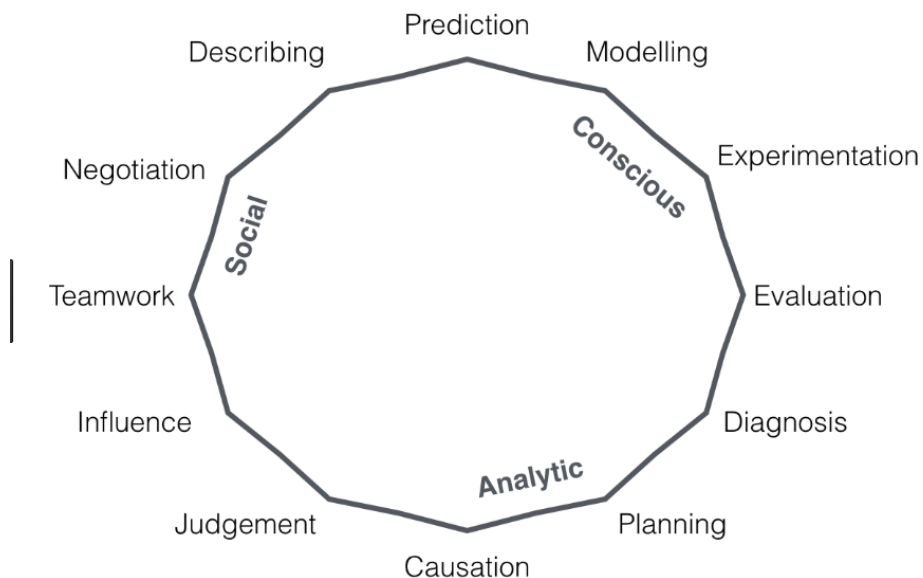 Prediction
Describing
Modelling
Conscious
Experimentation
Negotiation
Social
Teamwork
Evaluation
Influence
Diagnosis
Analytic
Judgement
Planning
Causation